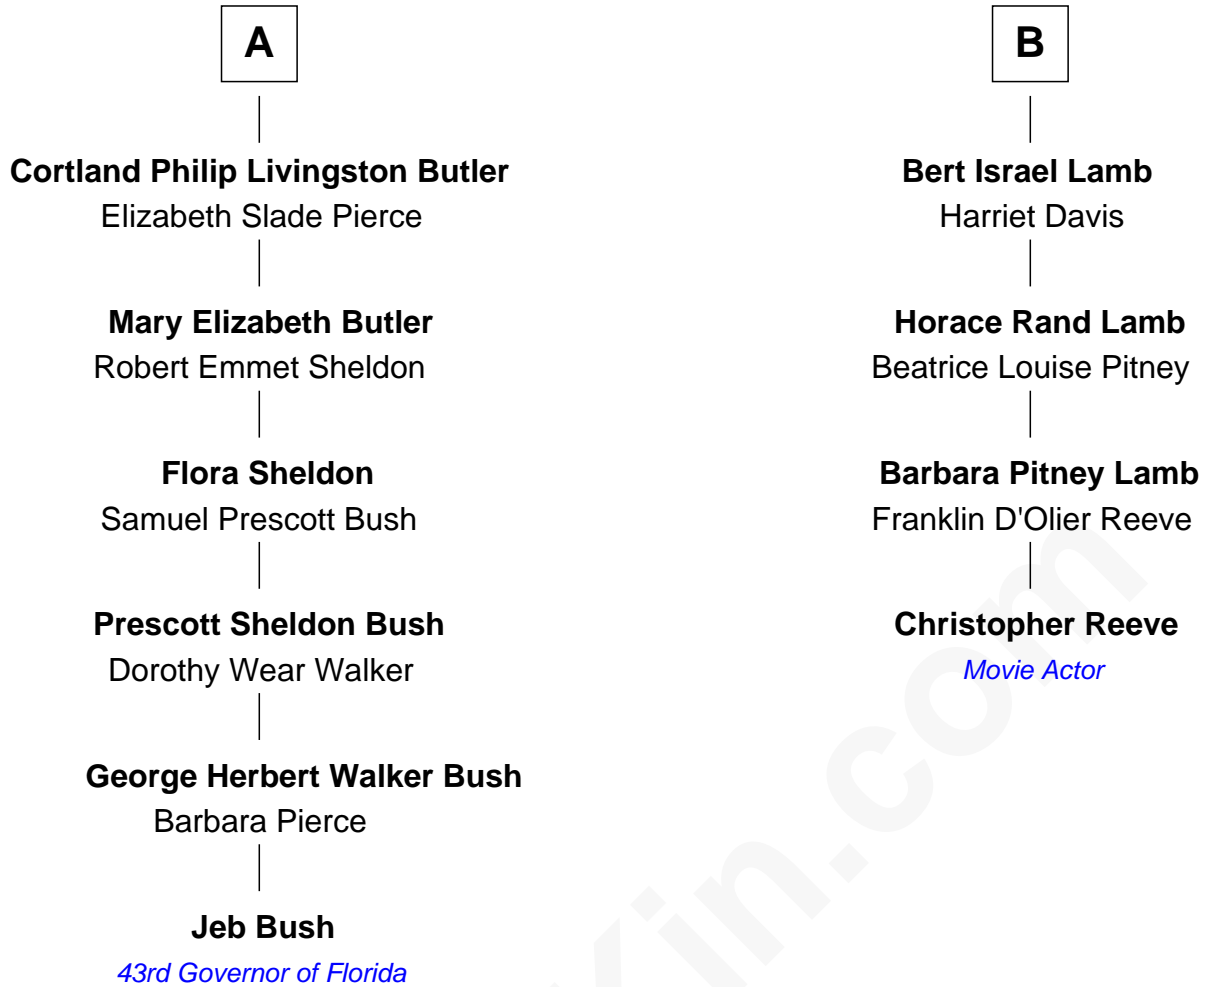 A
Cortland Philip Livingston Butler
Elizabeth Slade Pierce
Mary Elizabeth Butler
Robert Emmet Sheldon
Flora Sheldon
Samuel Prescott Bush
Prescott Sheldon Bush
Dorothy Wear Walker
George Herbert Walker Bush
Barbara Pierce
Jeb Bush
43rd Governor of Florida
B
Bert Israel Lamb
Harriet Davis
Horace Rand Lamb
Beatrice Louise Pitney
Barbara Pitney Lamb
Franklin D'Olier Reeve
Christopher Reeve
Movie Actor
Kin.com